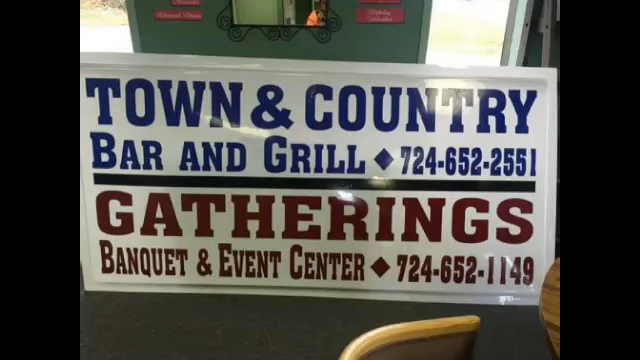 TOWN & COUNTRY
BAR AND GRILL ◆ 724-652-2551
GATHERINGS
BANQUET & EVENT CENTER ◆ 724-652-1149